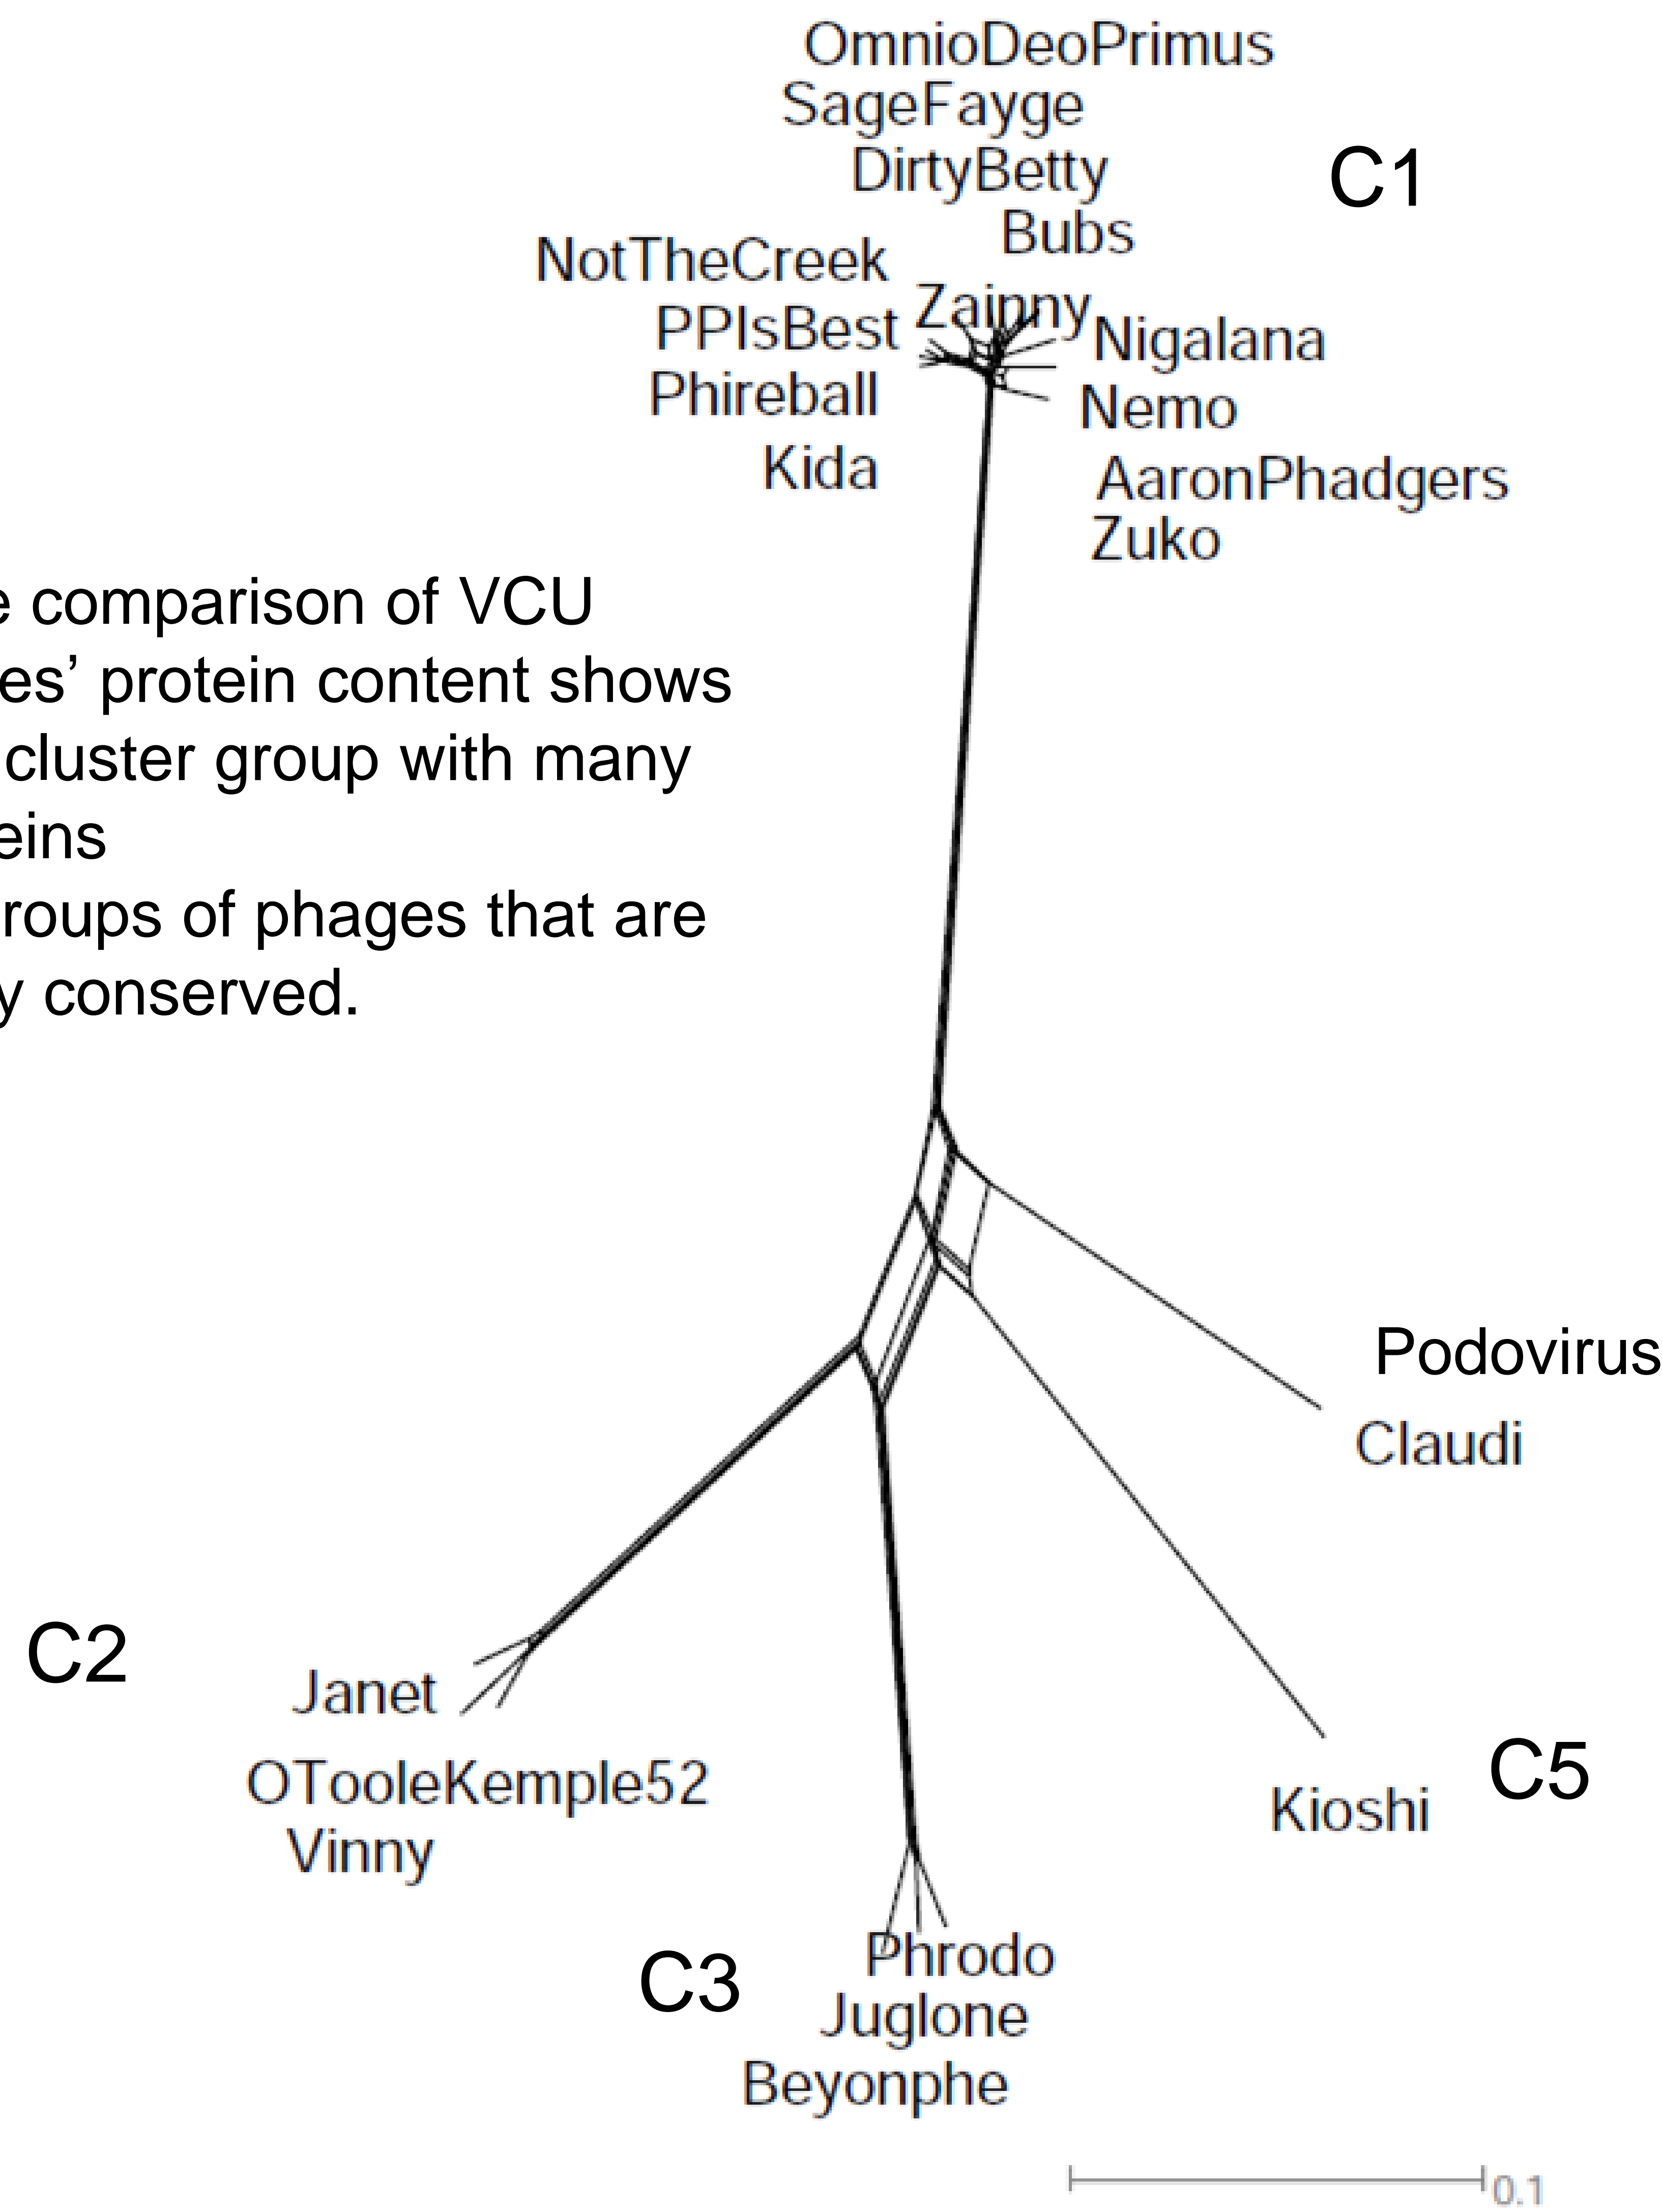 OmnioDeoPrimus
SageFayge
DirtyBetty
C1
Bubs
NotTheCreek
Zainny
PPIsBest
Nigalana
Phireball
Nemo
Kida
AaronPhadgers
Zuko
e comparison of VCU
es’ protein content shows
cluster group with many
eins
roups of phages that are
y conserved.
Podovirus
Claudi
C2
Janet
OTooleKemple52
Vinny
C5
Kioshi
C3
Phrodo
Juglone
Beyonphe
0.1